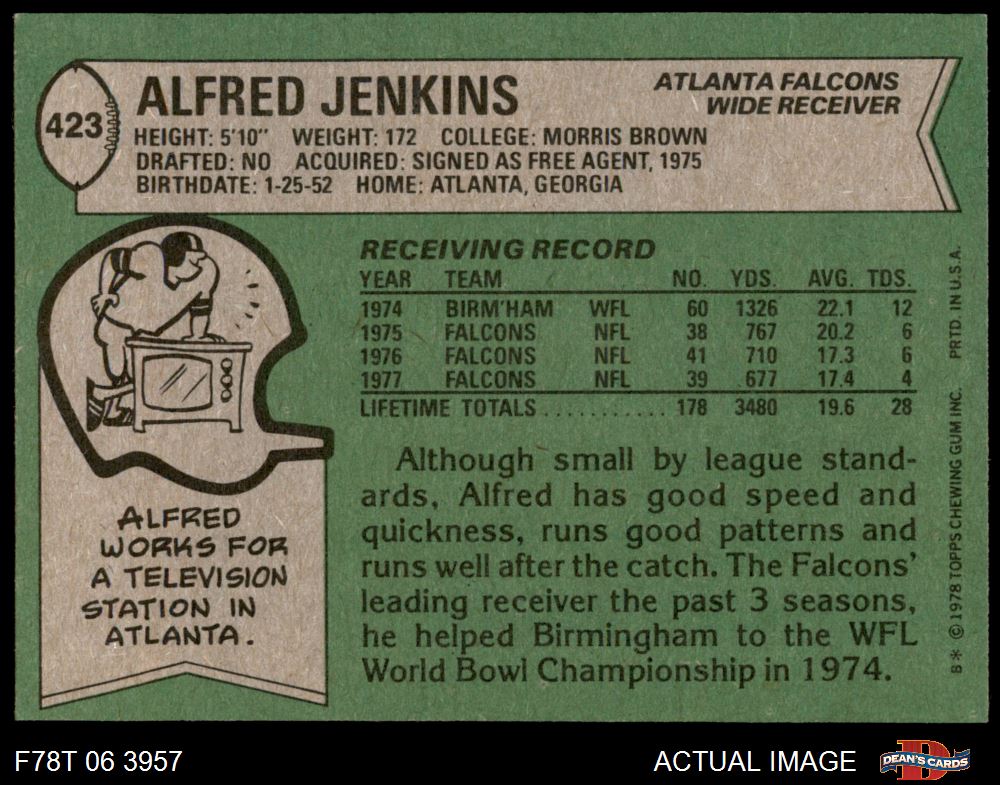 423
ALFRED JENKINS
ATLANTA FALCONS
WIDE RECEIVER
HEIGHT: 5'10" WEIGHT: 172 COLLEGE: MORRIS BROWN
DRAFTED: NO ACQUIRED: SIGNED AS FREE AGENT, 1975
BIRTHDATE: 1-25-52 HOME: ATLANTA, GEORGIA
RECEIVING RECORD
YEAR TEAM NO. YDS. AVG. TDS.
1974 BIRM'HAM WFL 60 1326 22.1 12
1975 FALCONS NFL 38 767 20.2 6
1976 FALCONS NFL 41 710 17.3 6
1977 FALCONS NFL 39 677 17.4 4
LIFETIME TOTALS ........... 178 3480 19.6 28
Although small by league stand-
ards, Alfred has good speed and
quickness, runs good patterns and
runs well after the catch. The Falcons'
leading receiver the past 3 seasons,
he helped Birmingham to the WFL
World Bowl Championship in 1974.
ALFRED
WORKS FOR
A TELEVISION
STATION IN
ATLANTA.
B* © 1978 TOPPS CHEWING GUM INC. PRTD. IN U.S.A.
F78T 06 3957
ACTUAL IMAGE
DEAN'S CARDS